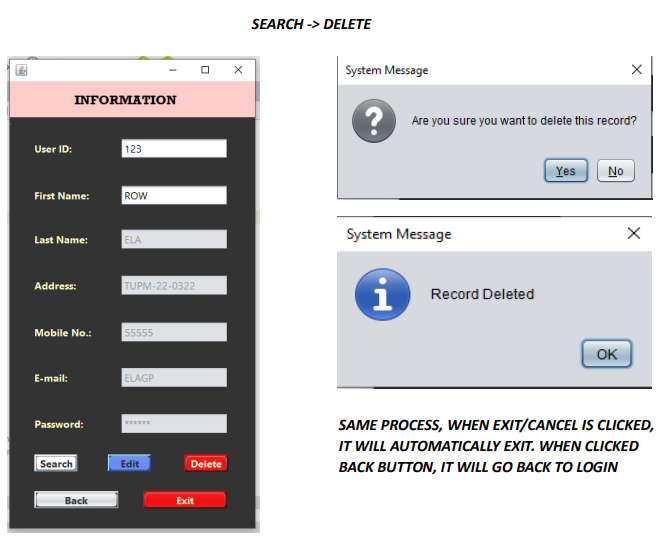 SEARCH -> DELETE
INFORMATION
User ID: 123
First Name: ROW
Last Name: ELA
Address: TUPM-22-0322
Mobile No.: 55555
E-mail: ELAGP
Password: ******
Search Edit Delete
Back Exit
System Message
Are you sure you want to delete this record?
Yes No
System Message
Record Deleted
OK
SAME PROCESS, WHEN EXIT/CANCEL IS CLICKED,
IT WILL AUTOMATICALLY EXIT. WHEN CLICKED
BACK BUTTON, IT WILL GO BACK TO LOGIN